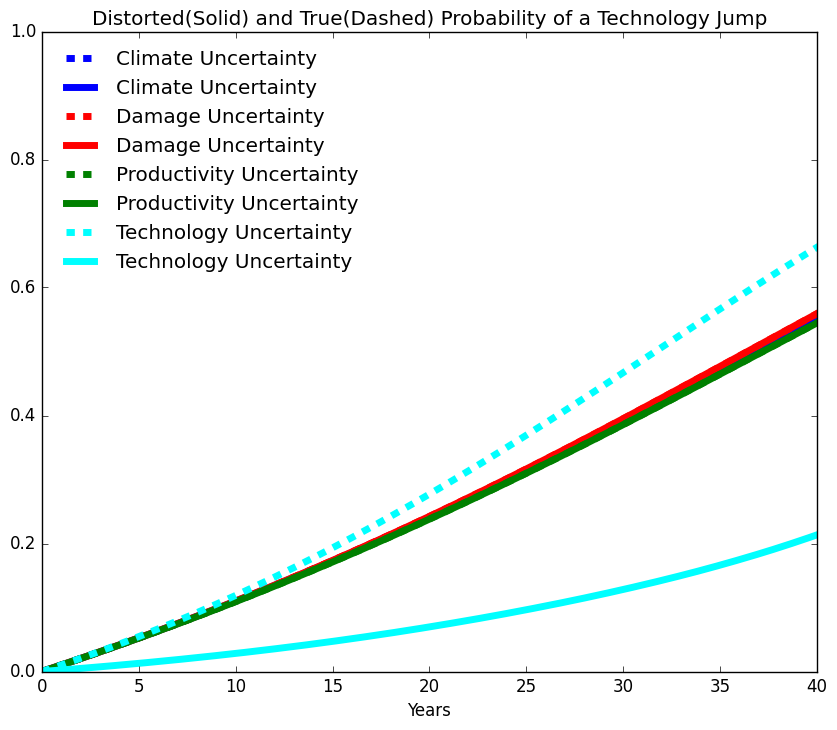 Distorted(Solid) and True(Dashed) Probability of a Technology Jump
1.0
Climate Uncertainty
Climate Uncertainty
Damage Uncertainty
Damage Uncertainty
Productivity Uncertainty
Productivity Uncertainty
Technology Uncertainty
Technology Uncertainty
0.8
0.6
0.4
0.2
0.0
0 5 10 15 20 25 30 35 40
Years